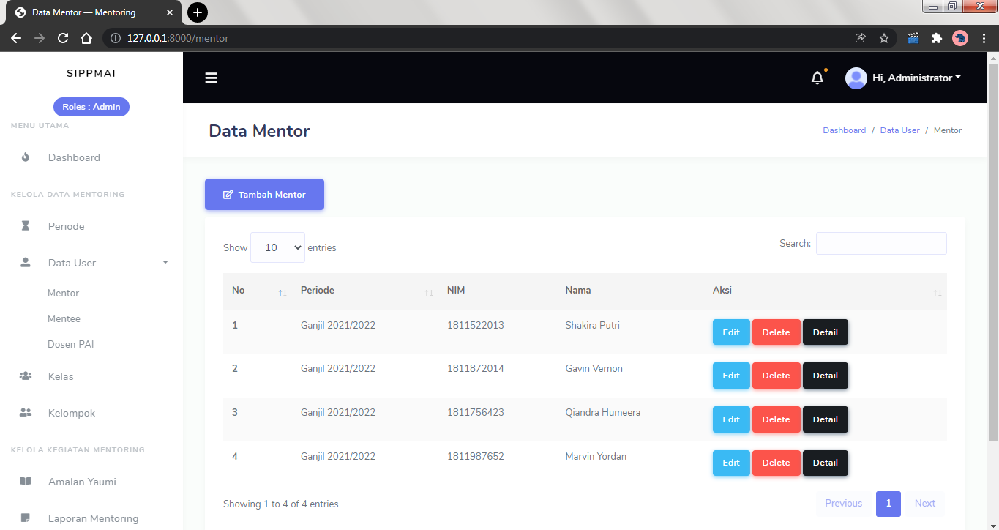 Data Mentor — Mentoring
127.0.0.1:8000/mentor
SIPPMAI
Roles : Admin
MENU UTAMA
Dashboard
KELOLA DATA MENTORING
Periode
Data User
Mentor
Mentee
Dosen PAI
Kelas
Kelompok
KELOLA KEGIATAN MENTORING
Amalan Yaumi
Laporan Mentoring
Hi, Administrator
Data Mentor
Dashboard / Data User / Mentor
Tambah Mentor
Show 10 entries
Search:
No Periode NIM Nama Aksi
1 Ganjil 2021/2022 1811522013 Shakira Putri Edit Delete Detail
2 Ganjil 2021/2022 1811872014 Gavin Vernon Edit Delete Detail
3 Ganjil 2021/2022 1811756423 Qiandra Humeera Edit Delete Detail
4 Ganjil 2021/2022 1811987652 Marvin Yordan Edit Delete Detail
Showing 1 to 4 of 4 entries
Previous 1 Next